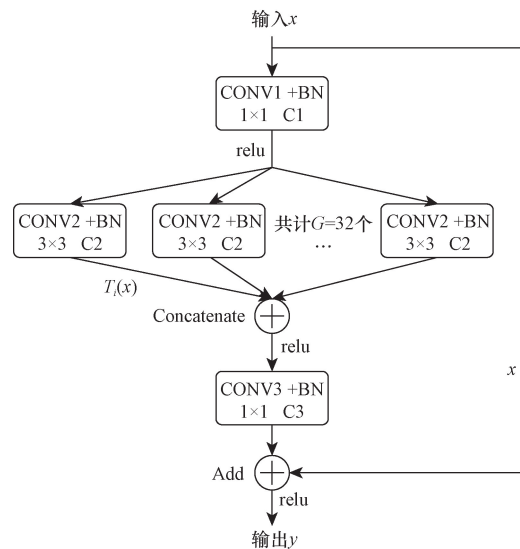 输入x
CONV1 +BN
1×1 C1
relu
CONV2 +BN
3×3 C2
CONV2 +BN
3×3 C2
共计G=32个
…
CONV2 +BN
3×3 C2
Tᵢ(x)
Concatenate
relu
CONV3 +BN
1×1 C3
x
Add
relu
输出y